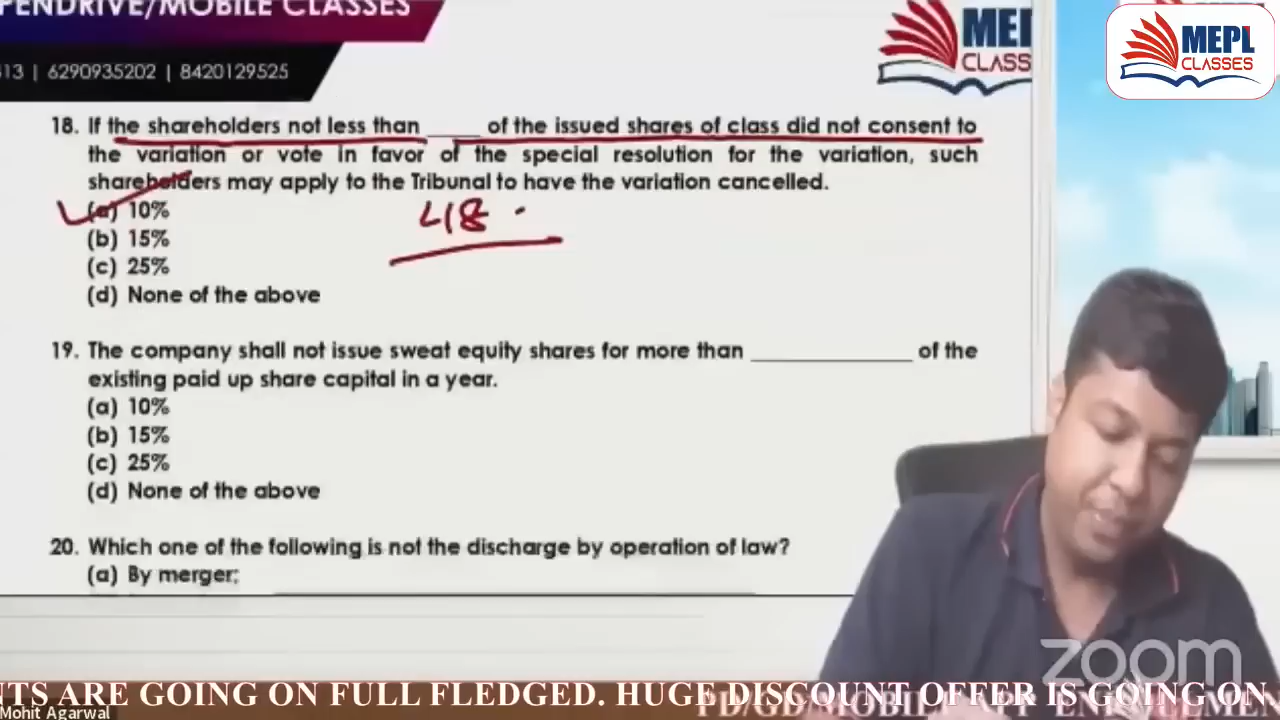 PENDRIVE/MOBILE CLASSES
313 | 6290935202 | 8420129525
MEPL
CLASS
MEPL
CLASSES
18. If the shareholders not less than ____ of the issued shares of class did not consent to
the variation or vote in favor of the special resolution for the variation, such
shareholders may apply to the Tribunal to have the variation cancelled.
(a) 10%
48
(b) 15%
(c) 25%
(d) None of the above
19. The company shall not issue sweat equity shares for more than ____________ of the
existing paid up share capital in a year.
(a) 10%
(b) 15%
(c) 25%
(d) None of the above
20. Which one of the following is not the discharge by operation of law?
(a) By merger;
zoom
NTS ARE GOING ON FULL FLEDGED. HUGE DISCOUNT OFFER IS GOING ON
Mohit Agarwal